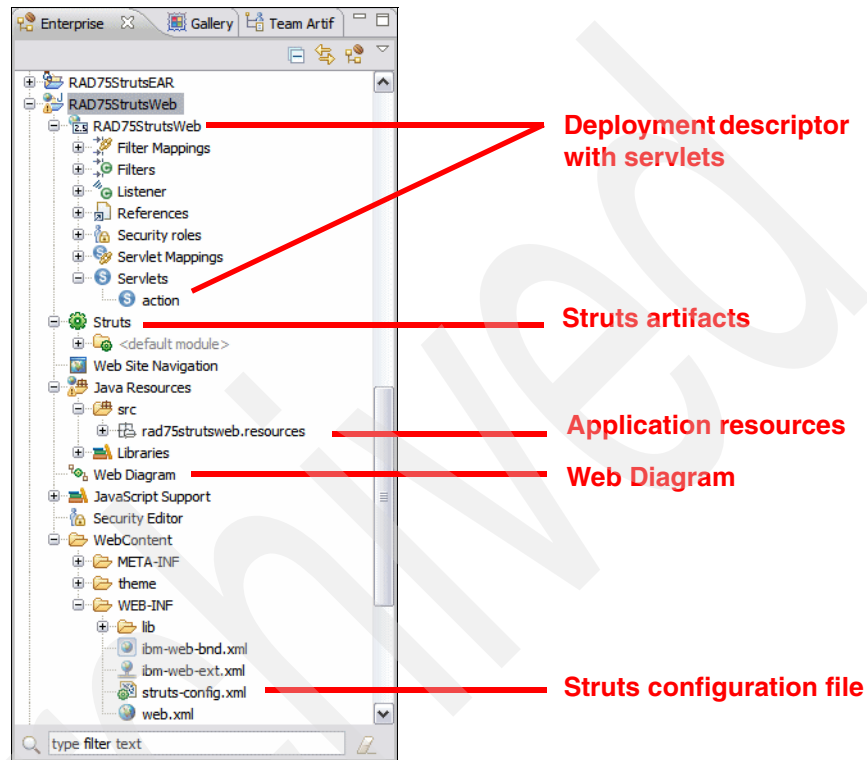 Enterprise Gallery Team Artif
RAD75StrutsEAR
RAD75StrutsWeb
2.5 RAD75StrutsWeb
Filter Mappings
Filters
Listener
References
Security roles
Servlet Mappings
Servlets
action
Struts
<default module>
Web Site Navigation
Java Resources
src
rad75strutsweb.resources
Libraries
Web Diagram
JavaScript Support
Security Editor
WebContent
META-INF
theme
WEB-INF
lib
ibm-web-bnd.xml
ibm-web-ext.xml
struts-config.xml
web.xml
type filter text
Deployment descriptor
with servlets
Struts artifacts
Application resources
Web Diagram
Struts configuration file